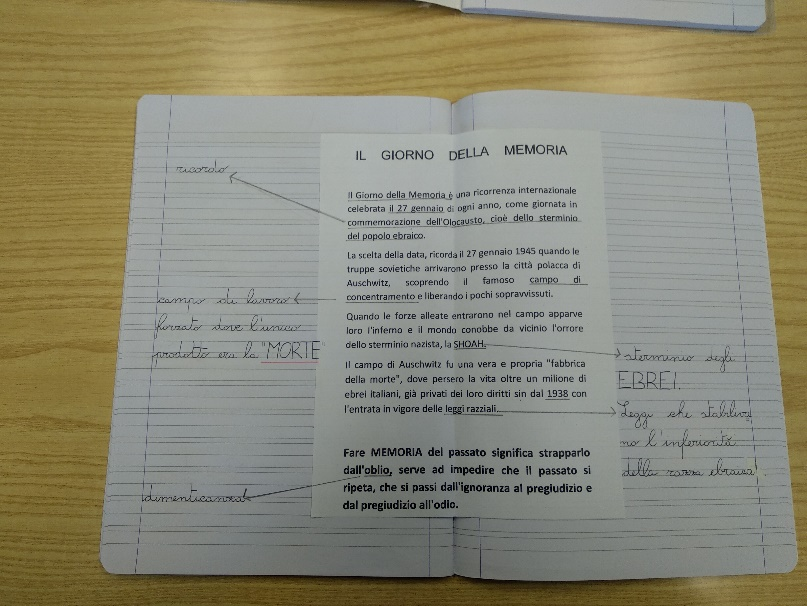 IL GIORNO DELLA MEMORIA
ricordo
Il Giorno della Memoria è una ricorrenza internazionale
celebrata il 27 gennaio di ogni anno, come giornata in
commemorazione dell'Olocausto, cioè dello sterminio
del popolo ebraico.
La scelta della data, ricorda il 27 gennaio 1945 quando le
truppe sovietiche arrivarono presso la città polacca di
Auschwitz, scoprendo il famoso campo di
concentramento e liberando i pochi sopravvissuti.
campo di lavoro
forzato dove l'unico
prodotto era la "MORTE"
Quando le forze alleate entrarono nel campo apparve
loro l'inferno e il mondo conobbe da vicinio l'orrore
dello sterminio nazista, la SHOAH.
sterminio degli
EBREI.
Il campo di Auschwitz fu una vera e propria "fabbrica
della morte", dove persero la vita oltre un milione di
ebrei italiani, già privati dei loro diritti sin dal 1938 con
l'entrata in vigore delle leggi razziali...
Leggi che stabiliva
no l'inferiorità
della razza ebraica
Fare MEMORIA del passato significa strapparlo
dall'oblio, serve ad impedire che il passato si
ripeta, che si passi dall'ignoranza al pregiudizio e
dal pregiudizio all'odio.
dimenticanza